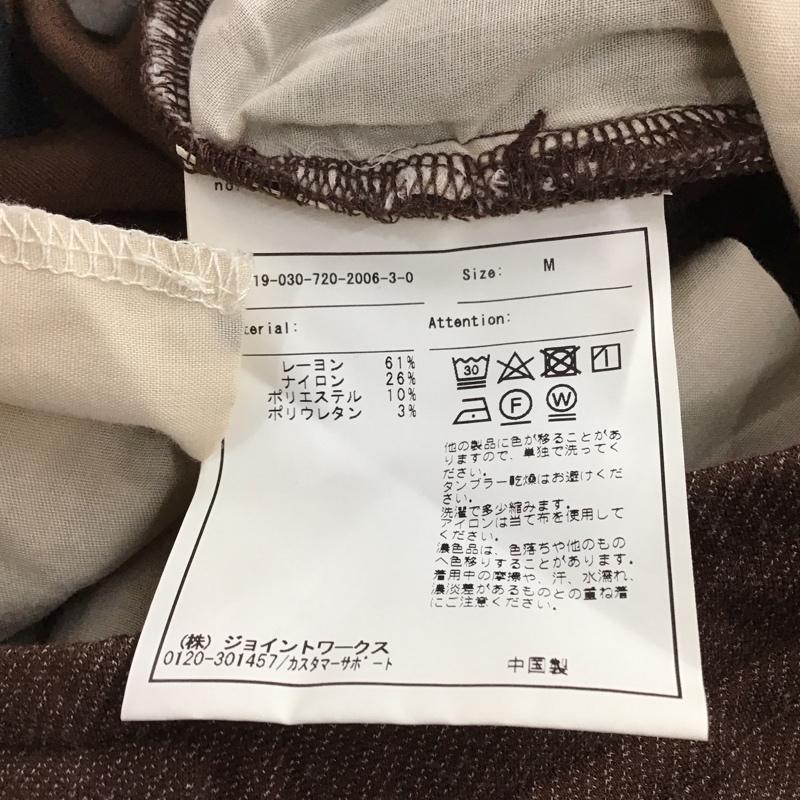 no.
19-030-720-2006-3-0 Size: M
terial: Attention:
レーヨン 61%
ナイロン 26%
ポリエステル 10%
ポリウレタン 3%
30
F W
他の製品に色が移ることがあ
りますので、単独で洗ってく
ださい。
タンブラー乾燥はお避けくだ
さい。
洗濯で多少縮みます。
アイロンは当て布を使用して
ください。
濃色品は、色落ちや他のもの
へ色移りすることがあります。
着用中の摩擦や、汗、水濡れ、
濃淡差があるものとの重ね着
にご注意ください。
(株) ジョイントワークス
0120-301457/カスタマーサポート
中国製